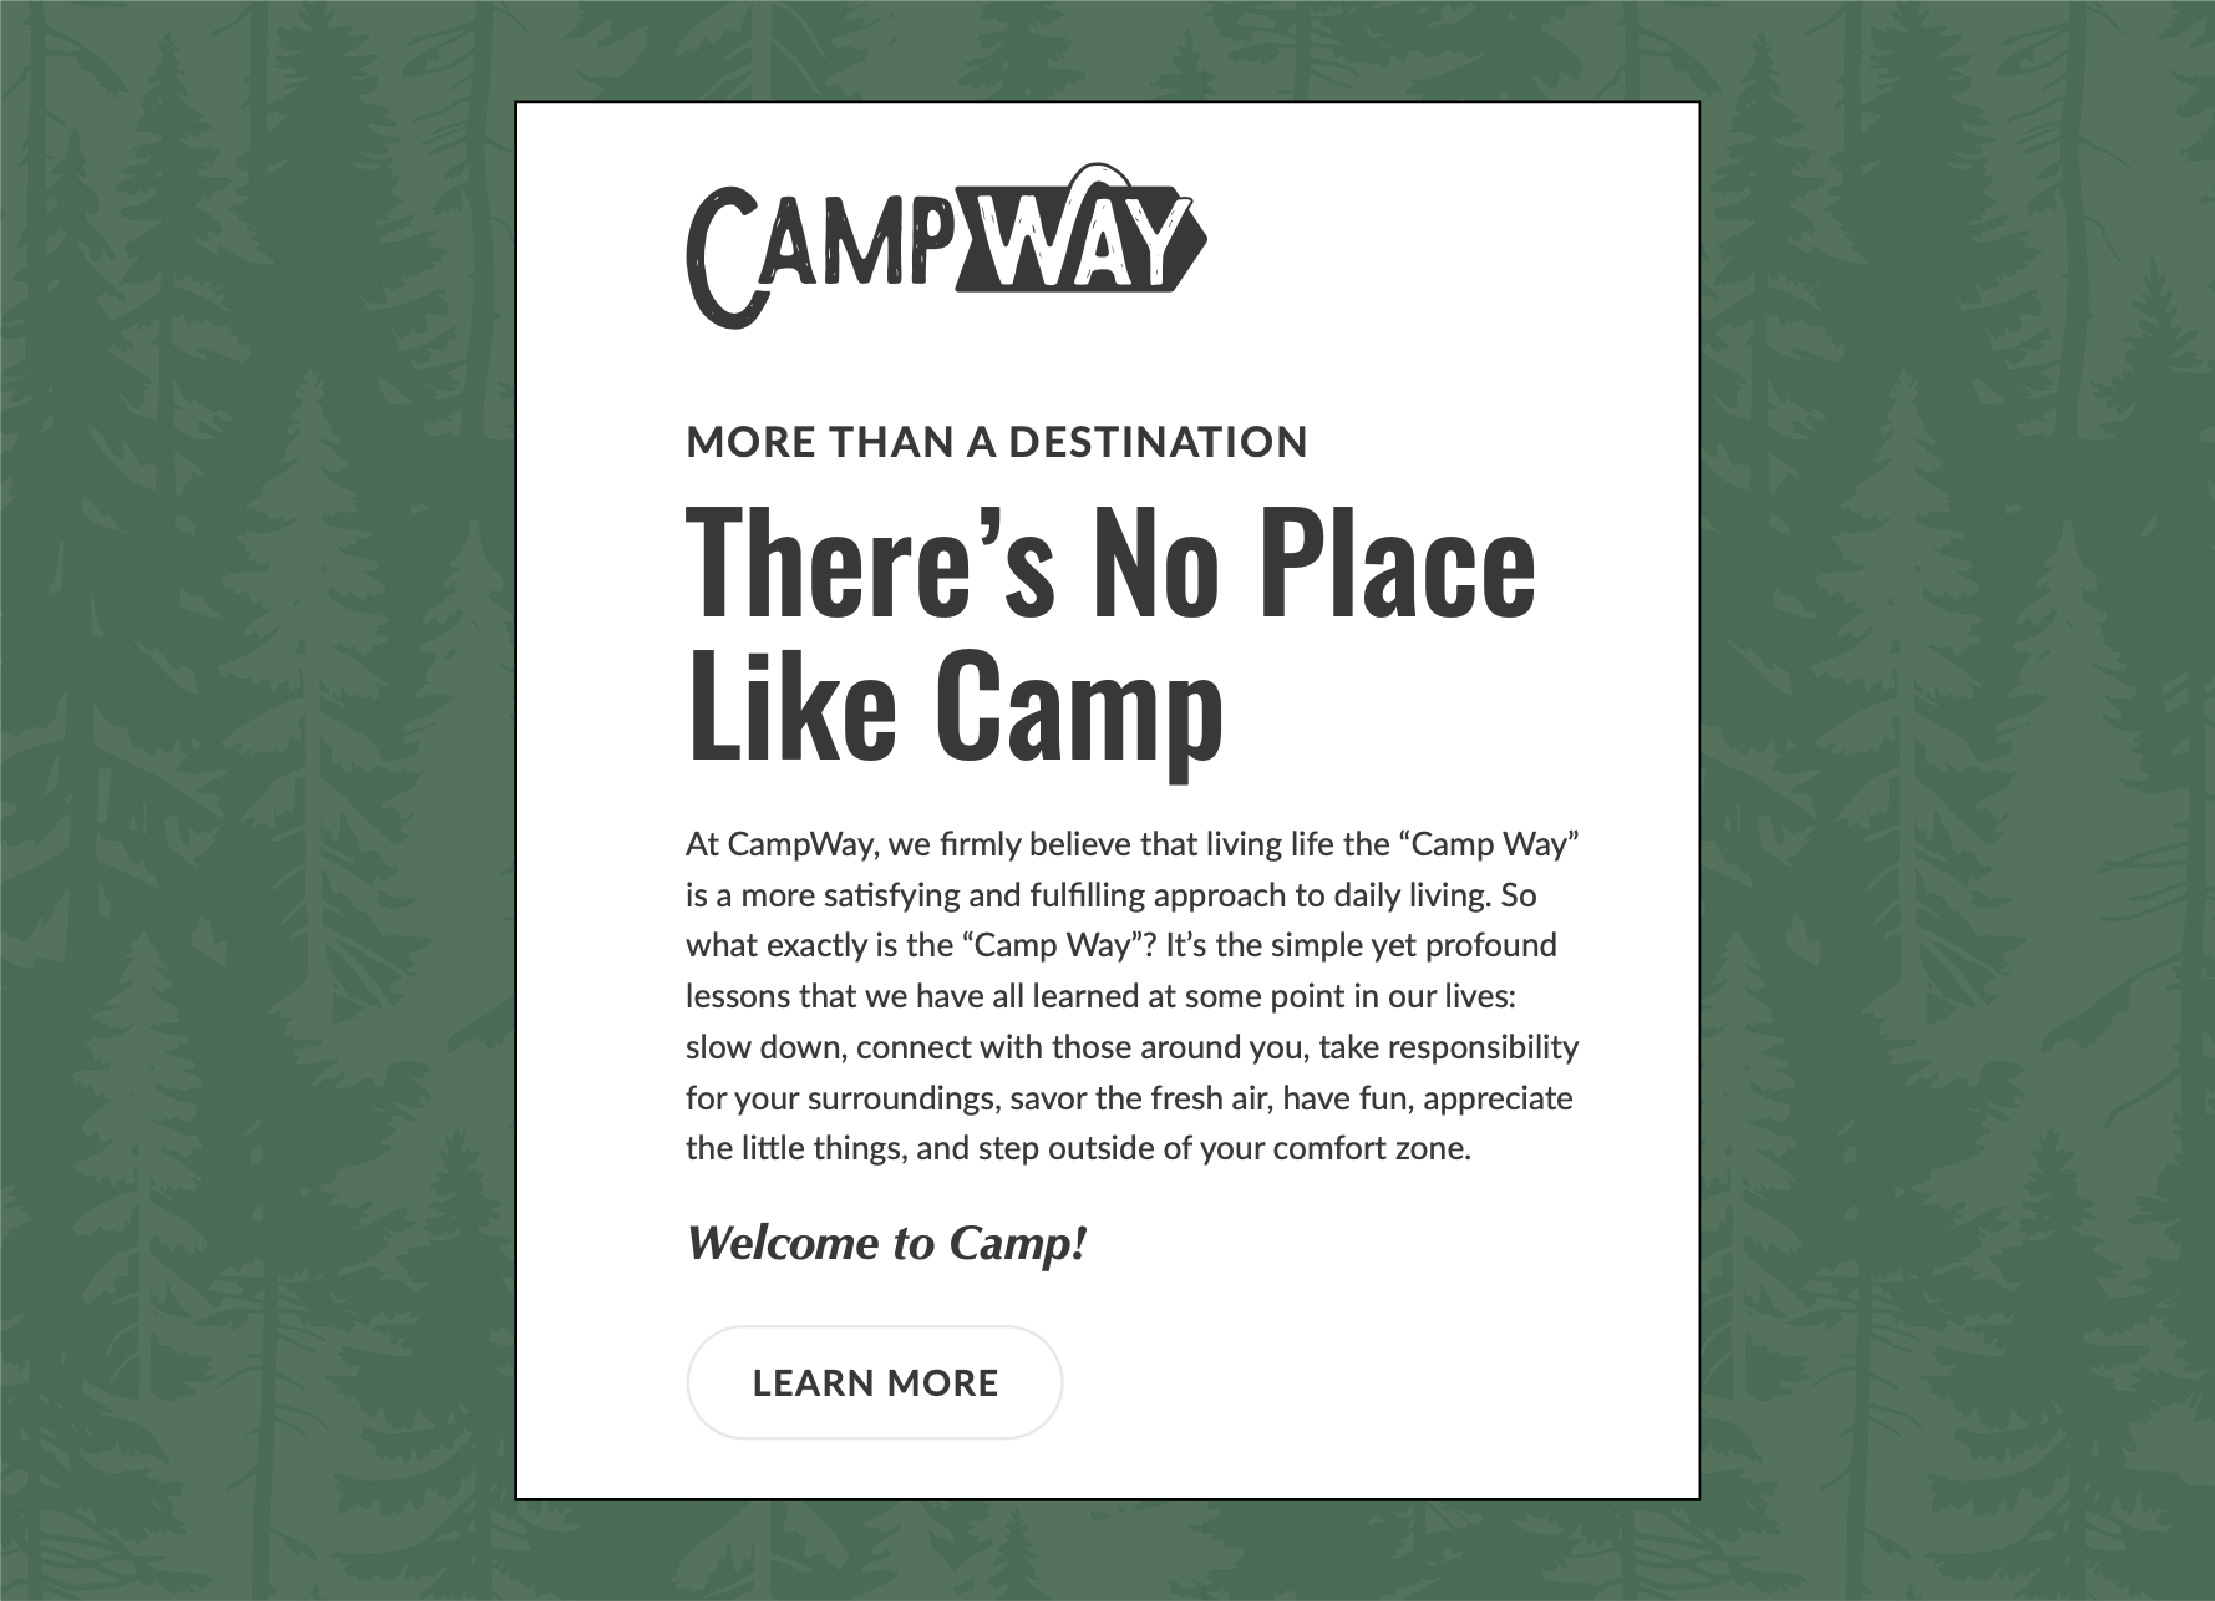 CAMPWAY
MORE THAN A DESTINATION
There’s No Place
Like Camp
At CampWay, we firmly believe that living life the “Camp Way”
is a more satisfying and fulfilling approach to daily living. So
what exactly is the “Camp Way”? It’s the simple yet profound
lessons that we have all learned at some point in our lives:
slow down, connect with those around you, take responsibility
for your surroundings, savor the fresh air, have fun, appreciate
the little things, and step outside of your comfort zone.
Welcome to Camp!
LEARN MORE